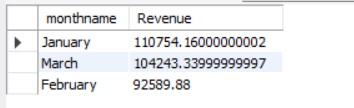 monthname Revenue
January 110754.16000000002
March 104243.33999999997
February 92589.88